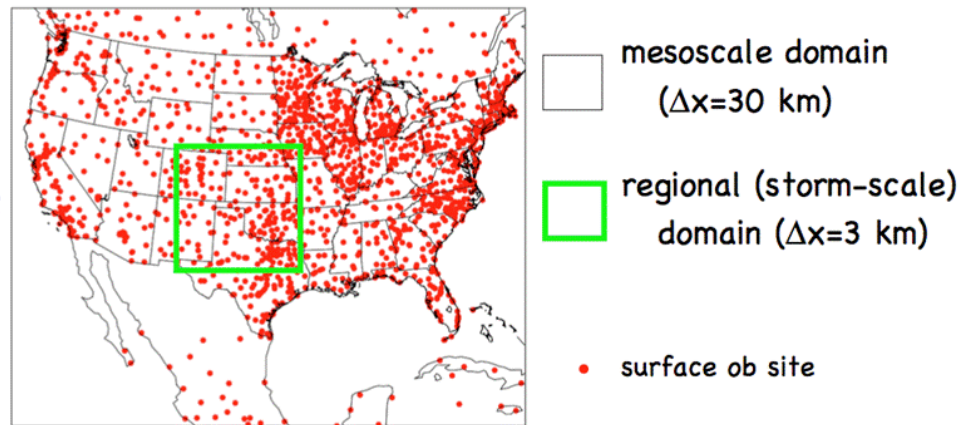 mesoscale domain
(Δx=30 km)
regional (storm-scale)
domain (Δx=3 km)
surface ob site